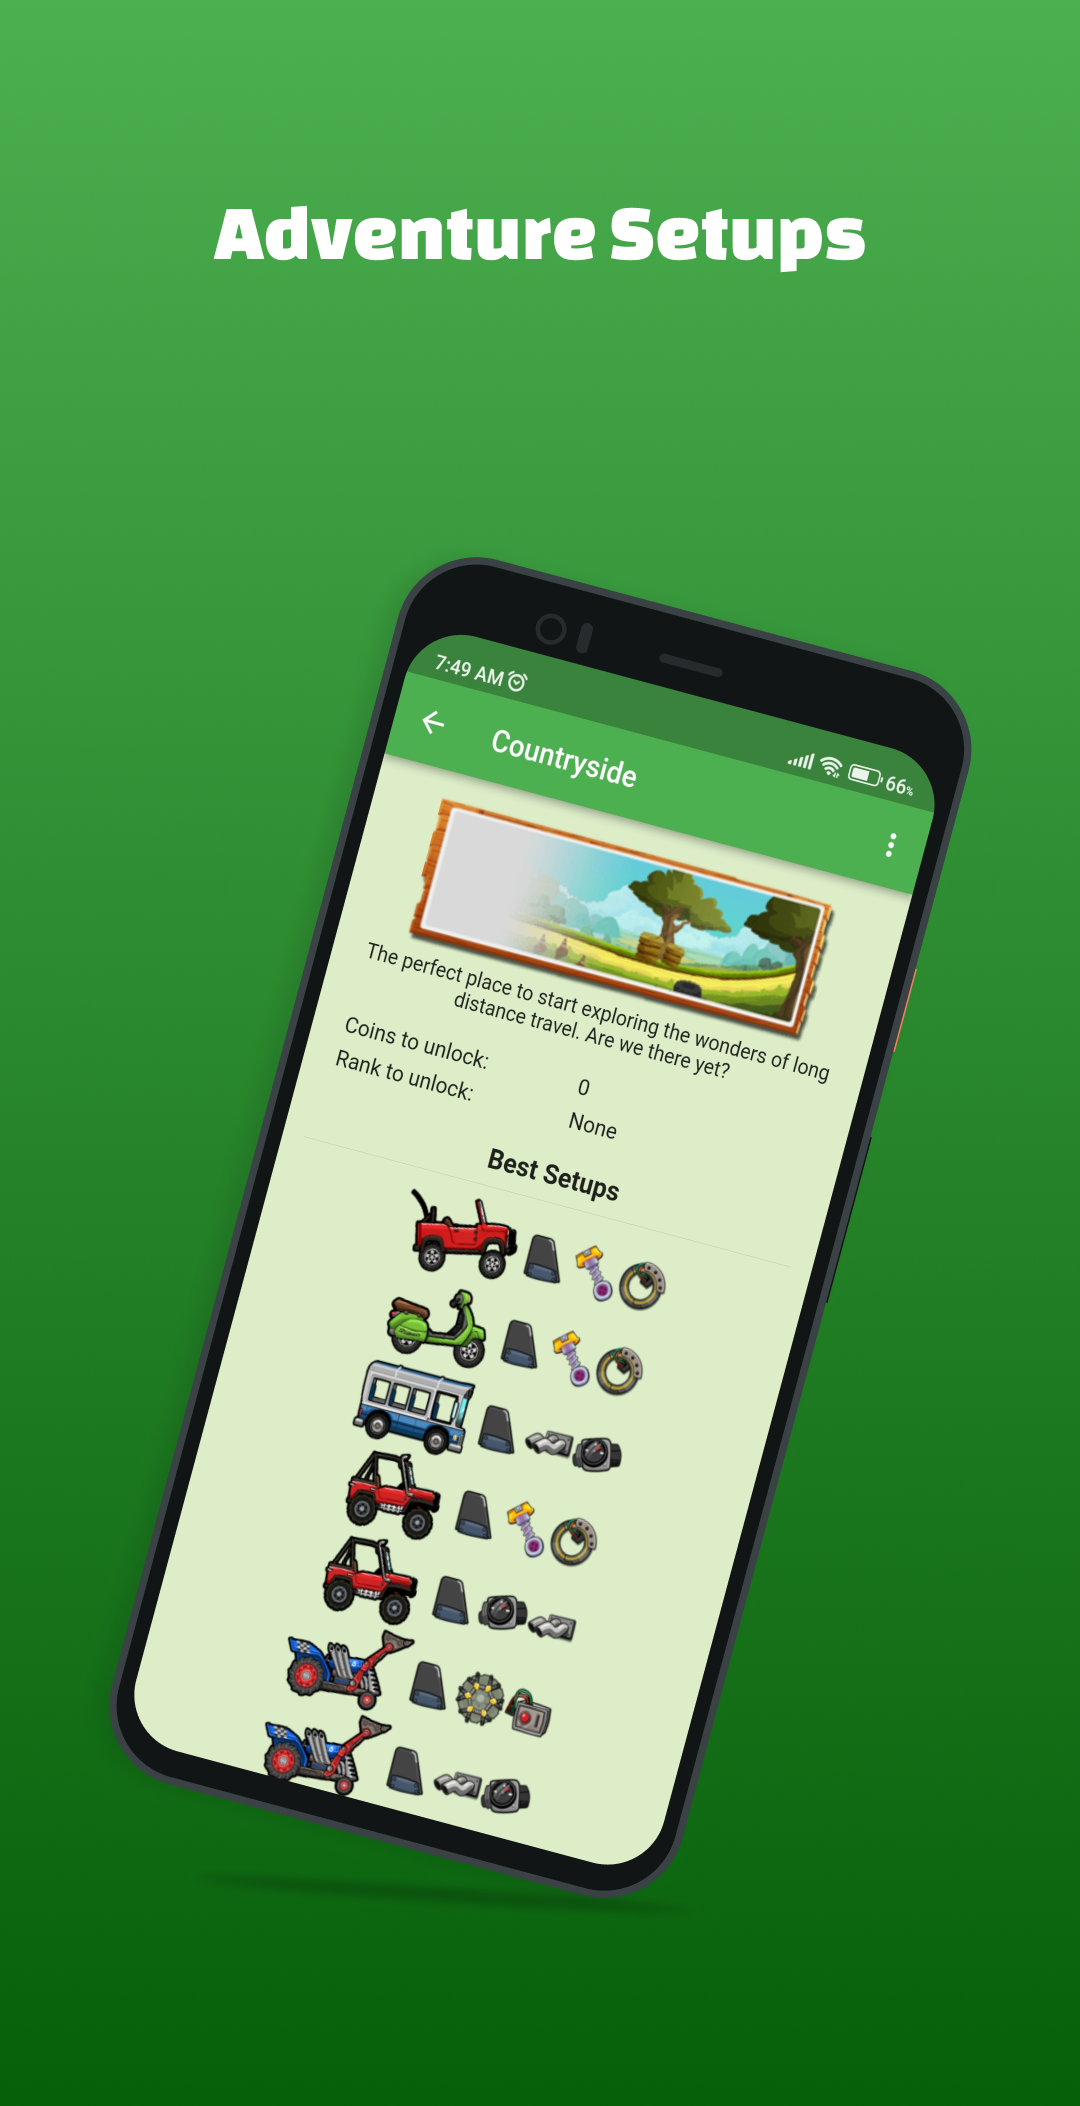 Adventure Setups
7:49 AM
66%
Countryside
The perfect place to start exploring the wonders of long
distance travel. Are we there yet?
Coins to unlock: 0
Rank to unlock: None
Best Setups